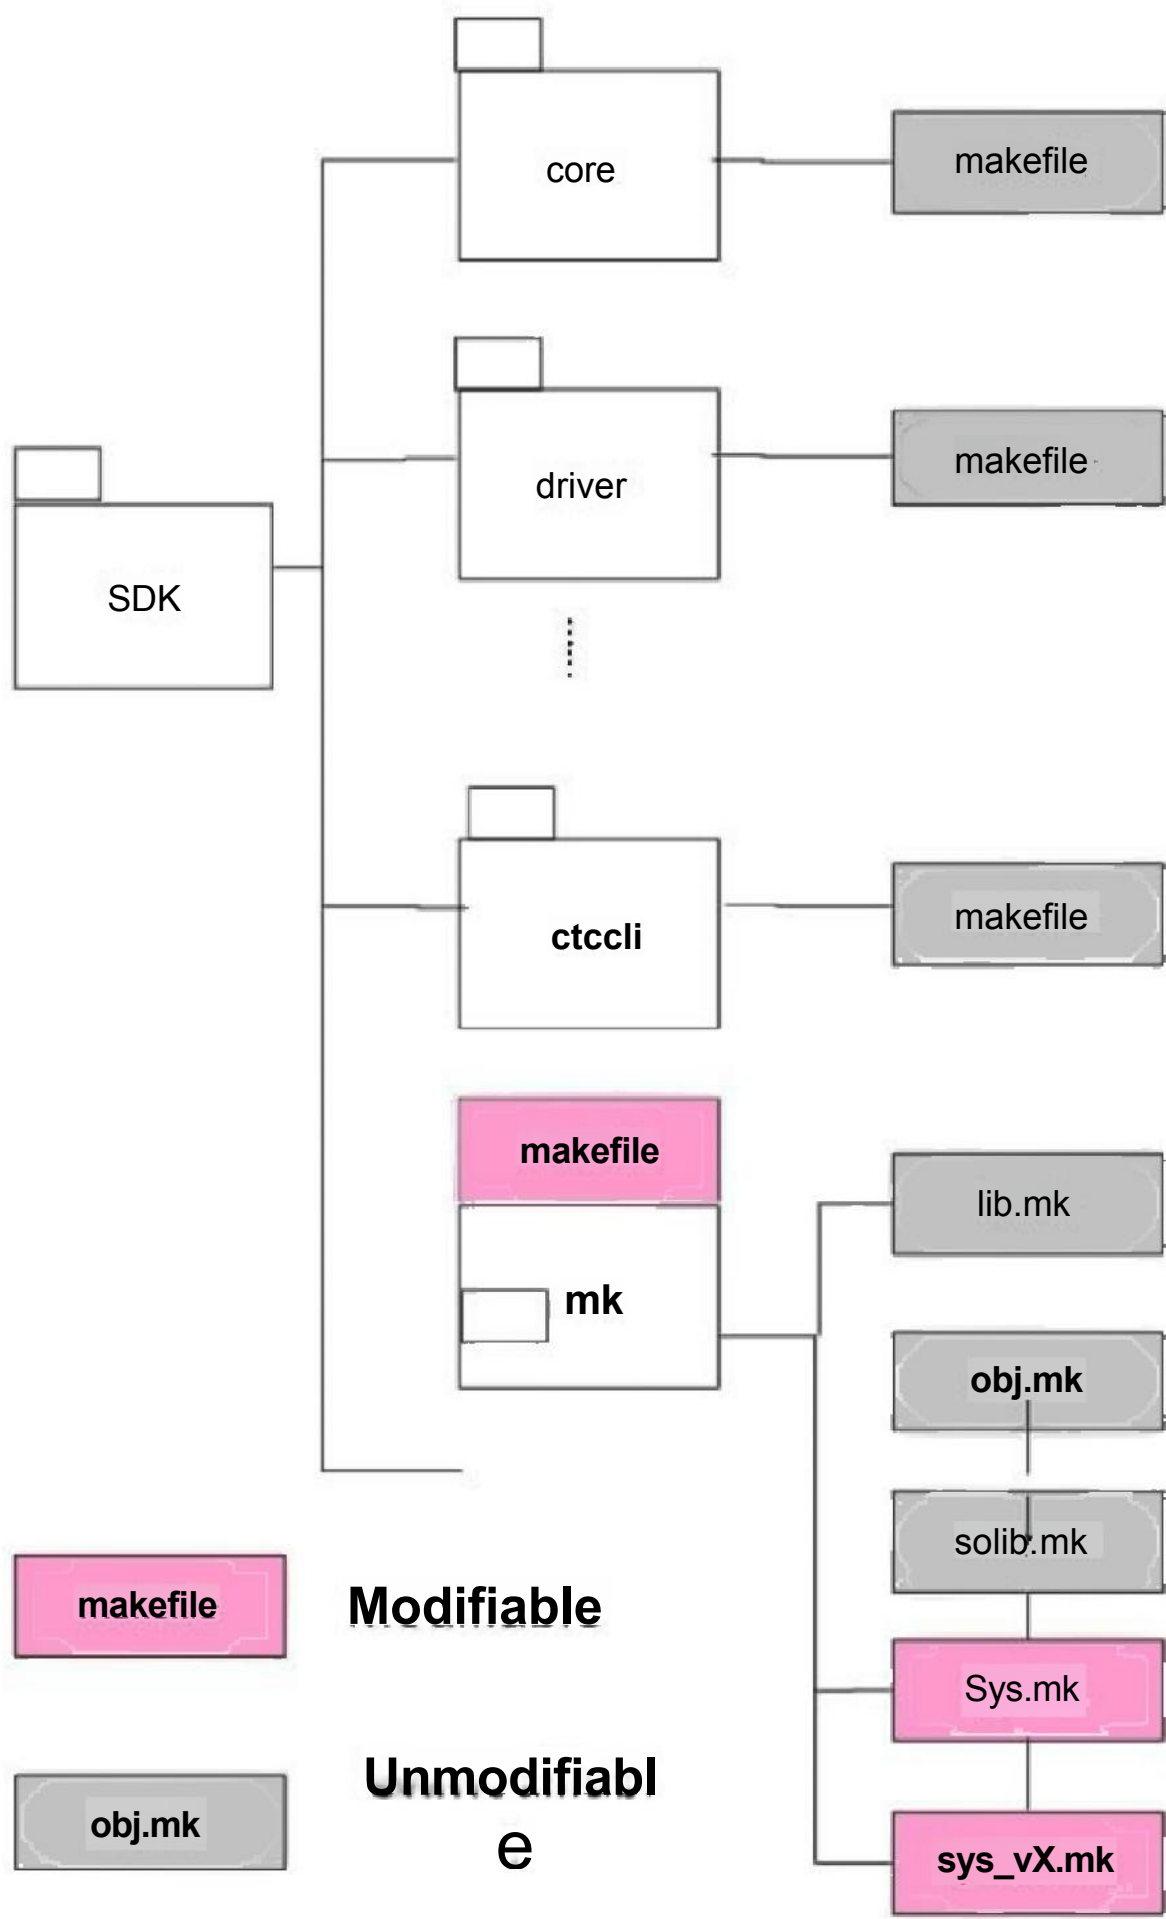 core
makefile
driver
makefile
SDK
ctccli
makefile
makefile
mk
lib.mk
obj.mk
solib.mk
makefile
Modifiable
Sys.mk
obj.mk
Unmodifiabl
e
sys_vX.mk